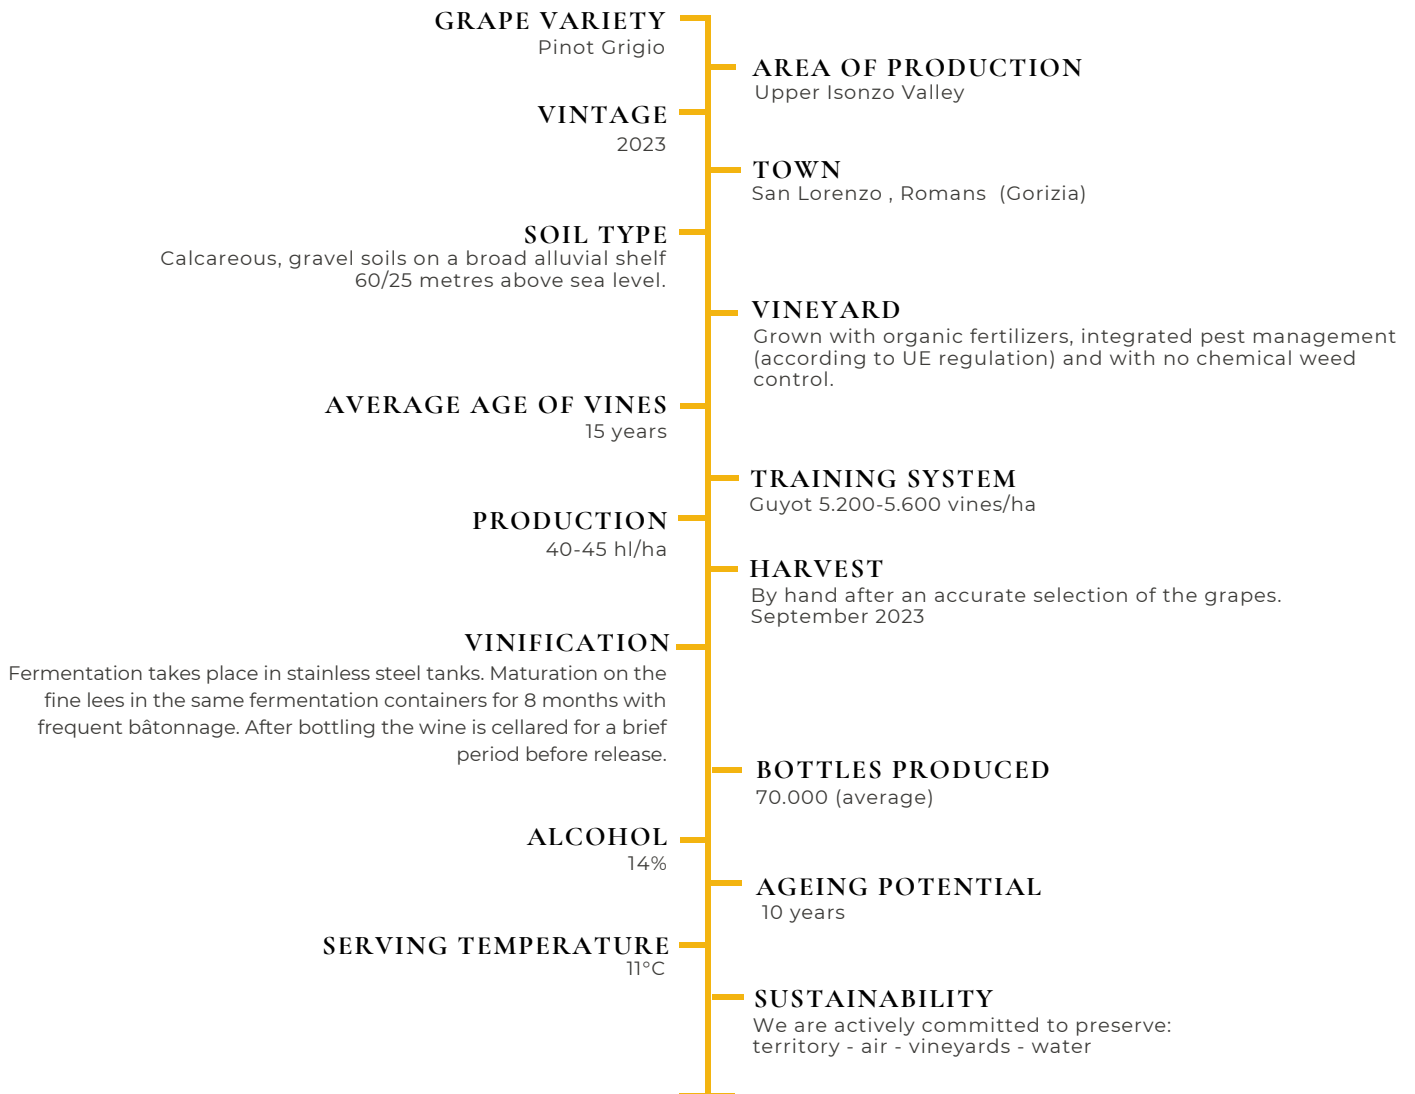 GRAPE VARIETY
Pinot Grigio
AREA OF PRODUCTION
Upper Isonzo Valley
VINTAGE
2023
TOWN
San Lorenzo , Romans  (Gorizia)
SOIL TYPE
Calcareous, gravel soils on a broad alluvial shelf
60/25 metres above sea level.
VINEYARD
Grown with organic fertilizers, integrated pest management
(according to UE regulation) and with no chemical weed
control.
AVERAGE AGE OF VINES
15 years
TRAINING SYSTEM
Guyot 5.200-5.600 vines/ha
PRODUCTION
40-45 hl/ha
HARVEST
By hand after an accurate selection of the grapes.
September 2023
VINIFICATION
Fermentation takes place in stainless steel tanks. Maturation on the
fine lees in the same fermentation containers for 8 months with
frequent bâtonnage. After bottling the wine is cellared for a brief
period before release.
BOTTLES PRODUCED
70.000 (average)
ALCOHOL
14%
AGEING POTENTIAL
10 years
SERVING TEMPERATURE
11°C
SUSTAINABILITY
We are actively committed to preserve:
territory - air - vineyards - water